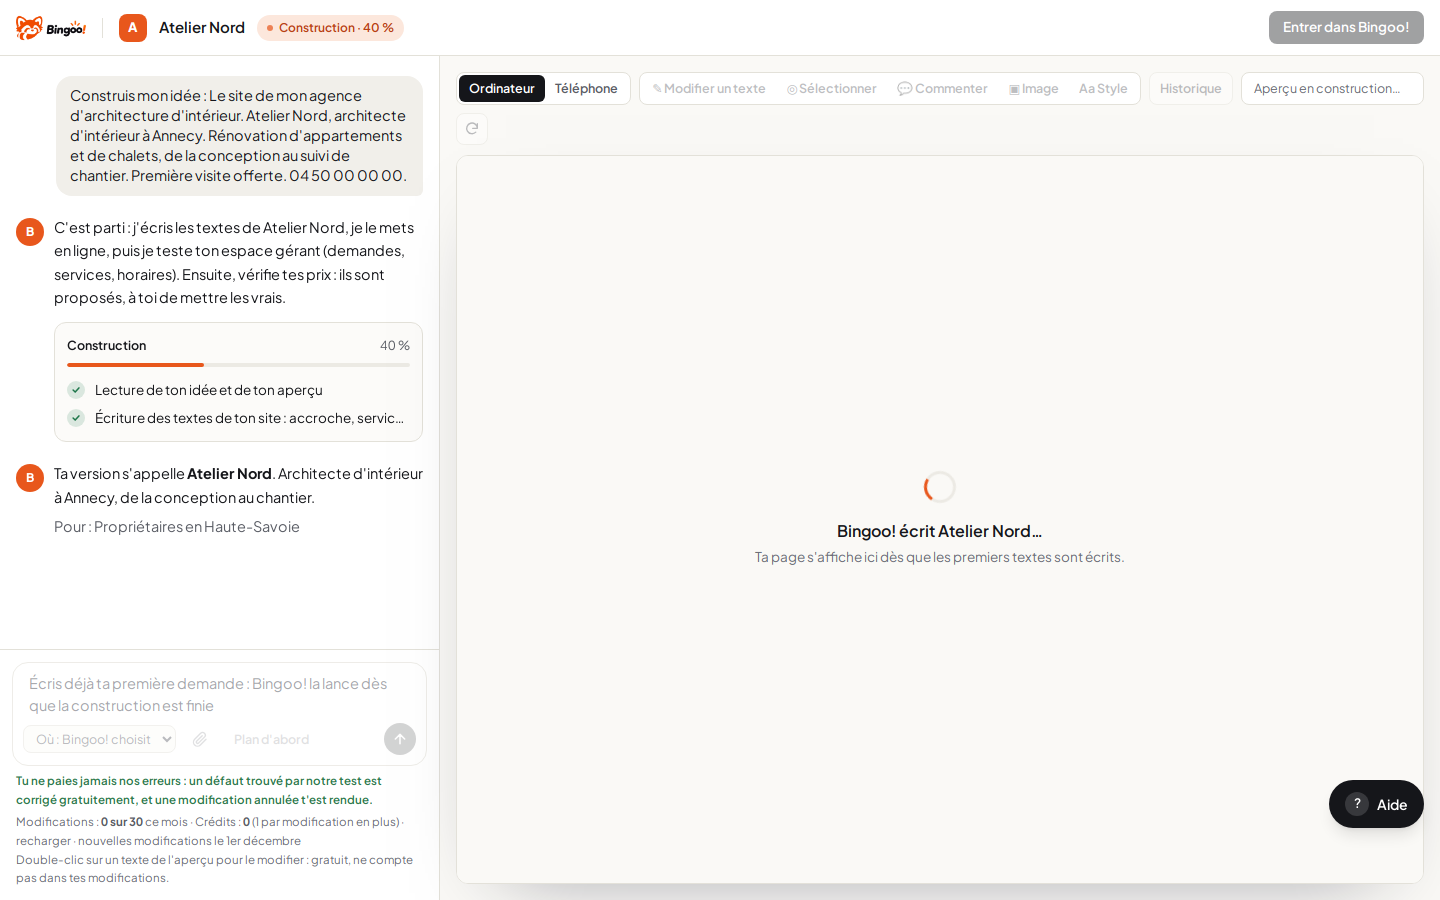 Bingoo!
A
Atelier Nord
Construction · 40 %
Entrer dans Bingoo!
Construis mon idée : Le site de mon agence
d'architecture d'intérieur. Atelier Nord, architecte
d'intérieur à Annecy. Rénovation d'appartements
et de chalets, de la conception au suivi de
chantier. Première visite offerte. 04 50 00 00 00.
B
C'est parti : j'écris les textes de Atelier Nord, je le mets
en ligne, puis je teste ton espace gérant (demandes,
services, horaires). Ensuite, vérifie tes prix : ils sont
proposés, à toi de mettre les vrais.
Construction
40 %
Lecture de ton idée et de ton aperçu
Écriture des textes de ton site : accroche, servic...
B
Ta version s'appelle Atelier Nord. Architecte d'intérieur
à Annecy, de la conception au chantier.
Pour : Propriétaires en Haute-Savoie
Écris déjà ta première demande : Bingoo! la lance dès
que la construction est finie
Où : Bingoo! choisit
Plan d'abord
Tu ne paies jamais nos erreurs : un défaut trouvé par notre test est
corrigé gratuitement, et une modification annulée t'est rendue.
Modifications : 0 sur 30 ce mois · Crédits : 0 (1 par modification en plus) ·
recharger · nouvelles modifications le 1er décembre
Double-clic sur un texte de l'aperçu pour le modifier : gratuit, ne compte
pas dans tes modifications.
Ordinateur
Téléphone
Modifier un texte
Sélectionner
Commenter
Image
Aa Style
Historique
Aperçu en construction...
Bingoo! écrit Atelier Nord...
Ta page s'affiche ici dès que les premiers textes sont écrits.
? Aide